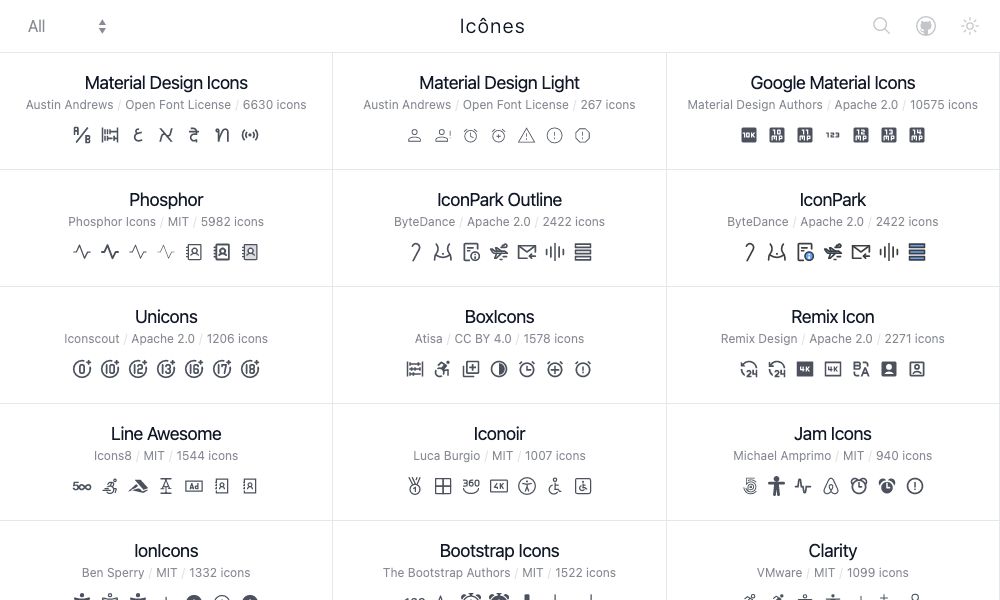 All
Icônes
Material Design Icons
Austin Andrews / Open Font License / 6630 icons
Material Design Light
Austin Andrews / Open Font License / 267 icons
Google Material Icons
Material Design Authors / Apache 2.0 / 10575 icons
Phosphor
Phosphor Icons / MIT / 5982 icons
IconPark Outline
ByteDance / Apache 2.0 / 2422 icons
IconPark
ByteDance / Apache 2.0 / 2422 icons
Unicons
Iconscout / Apache 2.0 / 1206 icons
BoxIcons
Atisa / CC BY 4.0 / 1578 icons
Remix Icon
Remix Design / Apache 2.0 / 2271 icons
Line Awesome
Icons8 / MIT / 1544 icons
Iconoir
Luca Burgio / MIT / 1007 icons
Jam Icons
Michael Amprimo / MIT / 940 icons
IonIcons
Ben Sperry / MIT / 1332 icons
Bootstrap Icons
The Bootstrap Authors / MIT / 1522 icons
Clarity
VMware / MIT / 1099 icons